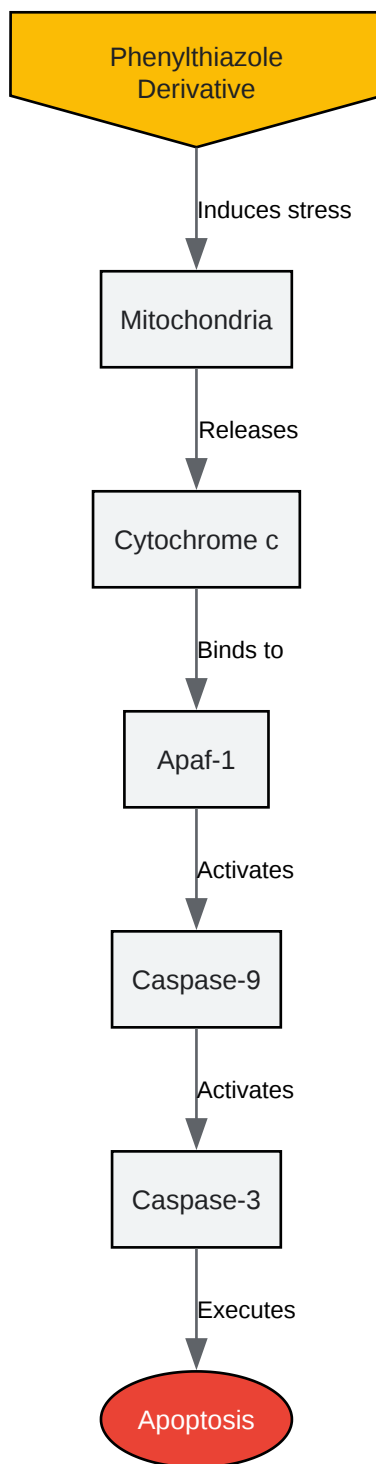 Phenylthiazole
Derivative
Induces stress
Mitochondria
Releases
Cytochrome c
Binds to
Apaf-1
Activates
Caspase-9
Activates
Caspase-3
Executes
Apoptosis